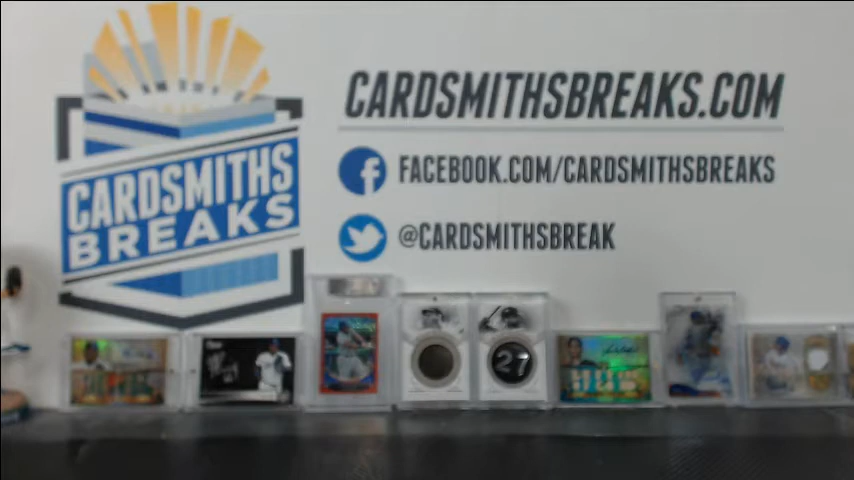 CARDSMITHS
BREAKS
CARDSMITHSBREAKS.COM
FACEBOOK.COM/CARDSMITHSBREAKS
@CARDSMITHSBREAK
27